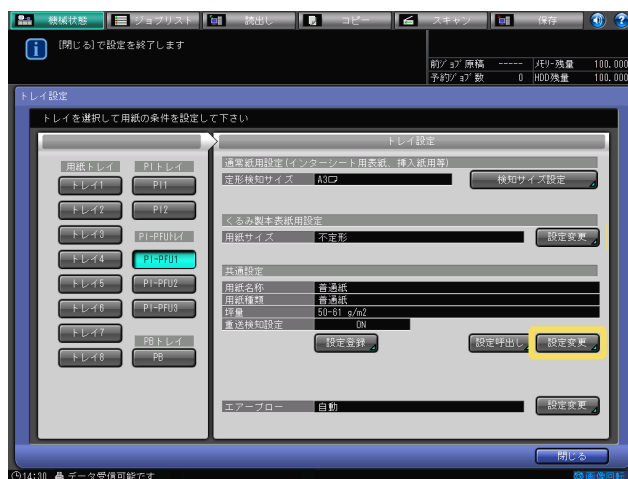 機械状態 ジョブリスト 読出し コピー スキャン 保存
[閉じる]で設定を終了します
前ジョブ原稿 ----- メモリー残量 100.000
予約ジョブ数 0 HDD残量 100.000
トレイ設定
トレイを選択して用紙の条件を設定して下さい
トレイ設定
用紙トレイ PIトレイ
トレイ1 PI1
トレイ2 PI2
トレイ3 PI-PFUトレイ
トレイ4 PI-PFU1
トレイ5 PI-PFU2
トレイ6 PI-PFU3
トレイ7 PBトレイ
トレイ8 PB
通常紙用設定(インターシート用表紙、挿入紙用等)
定形検知サイズ A3 検知サイズ設定
くるみ製本表紙用設定
用紙サイズ 不定形 設定変更
共通設定
用紙名称 普通紙
用紙種類 普通紙
坪量 50-61 g/m2
重送検知設定 ON
設定登録 設定呼出し 設定変更
エアーブロー 自動 設定変更
閉じる
14:30 データ受信可能です 画像回転